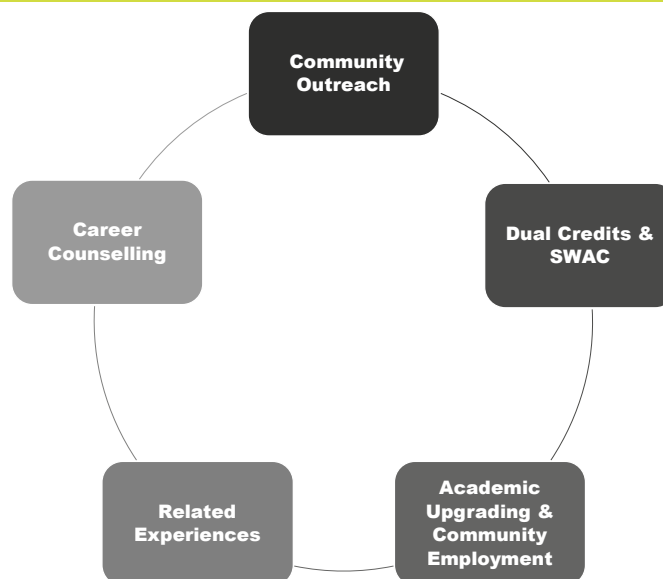 Community
Outreach
Dual Credits &
SWAC
Academic
Upgrading &
Community
Employment
Related
Experiences
Career
Counselling